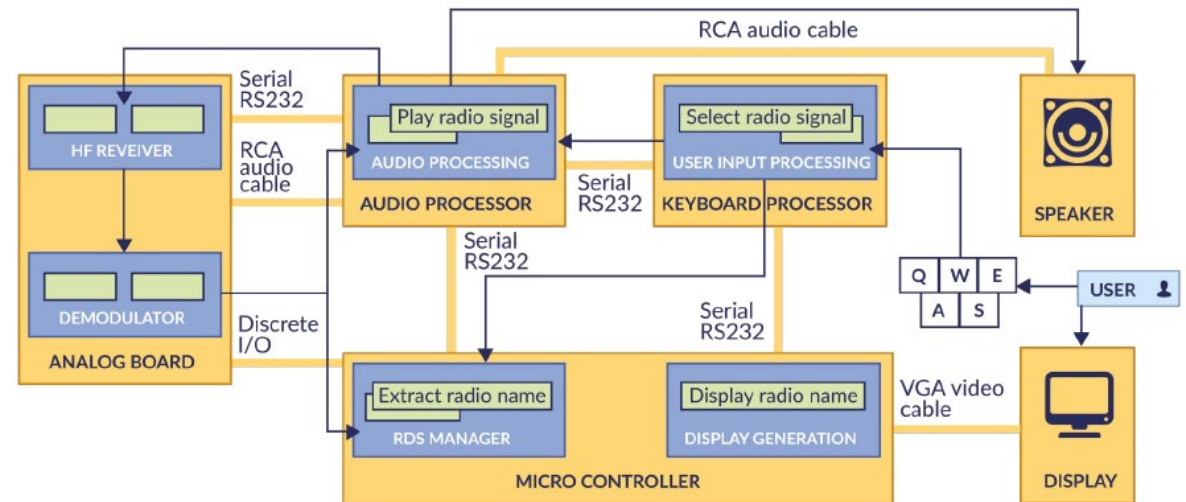 RCA audio cable
Serial
RS232
Play radio signal
Select radio signal
HF REVEIVER
AUDIO PROCESSING
USER INPUT PROCESSING
RCA
audio
cable
Serial
RS232
AUDIO PROCESSOR
KEYBOARD PROCESSOR
SPEAKER
Serial
RS232
Q W E
A S
USER
DEMODULATOR
Discrete
I/O
ANALOG BOARD
Serial
RS232
Extract radio name
Display radio name
VGA video
cable
RDS MANAGER
DISPLAY GENERATION
MICRO CONTROLLER
DISPLAY